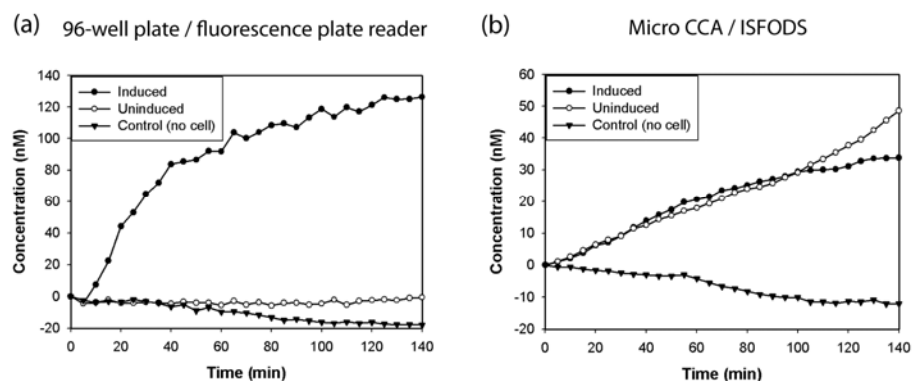 (a) 96-well plate / fluorescence plate reader
140
120
100
80
60
40
20
0
-20
Concentration (nM)
Induced
Uninduced
Control (no cell)
0 20 40 60 80 100 120 140
Time (min)
(b) Micro CCA / ISFODS
60
50
40
30
20
10
0
-10
-20
Concentration (nM)
Induced
Uninduced
Control (no cell)
0 20 40 60 80 100 120 140
Time (min)